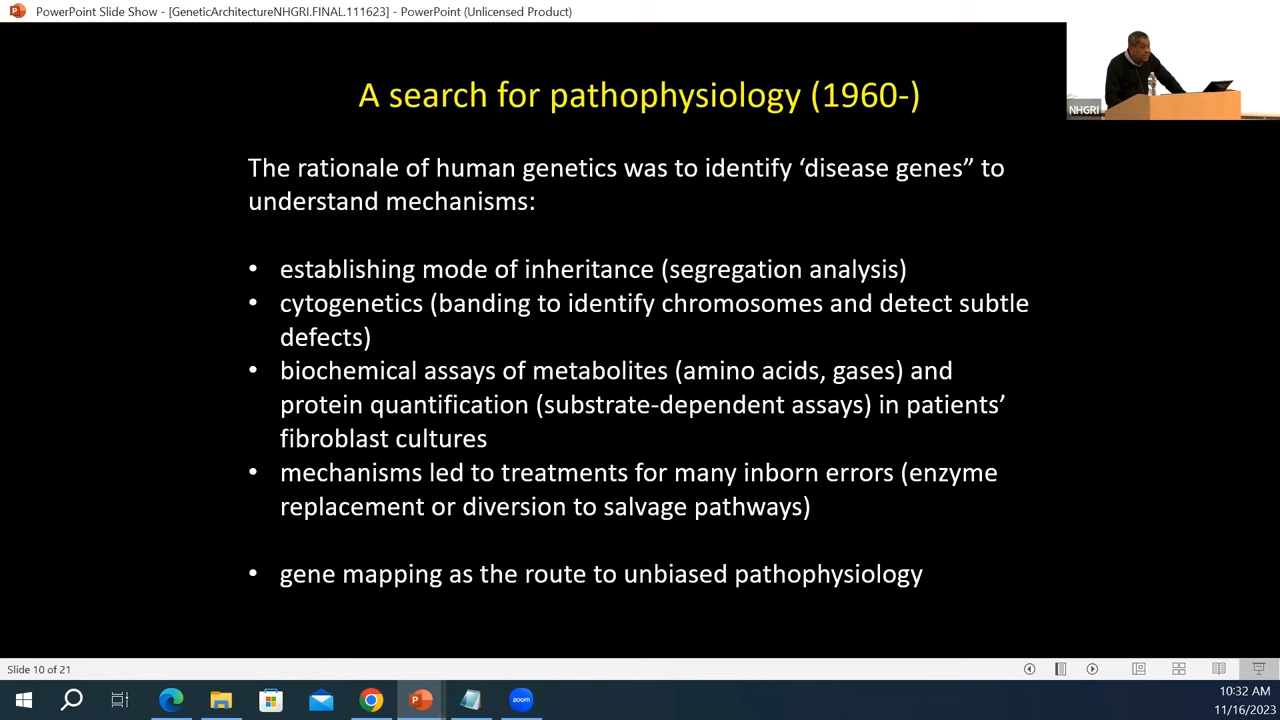 PowerPoint Slide Show - [GeneticArchitectureNHGRI.FINAL.111623] - PowerPoint (Unlicensed Product)
NHGRI
A search for pathophysiology (1960-)
The rationale of human genetics was to identify ‘disease genes” to
understand mechanisms:
• establishing mode of inheritance (segregation analysis)
• cytogenetics (banding to identify chromosomes and detect subtle
defects)
• biochemical assays of metabolites (amino acids, gases) and
protein quantification (substrate-dependent assays) in patients’
fibroblast cultures
• mechanisms led to treatments for many inborn errors (enzyme
replacement or diversion to salvage pathways)
• gene mapping as the route to unbiased pathophysiology
Slide 10 of 21
zoom
10:32 AM
11/16/2023